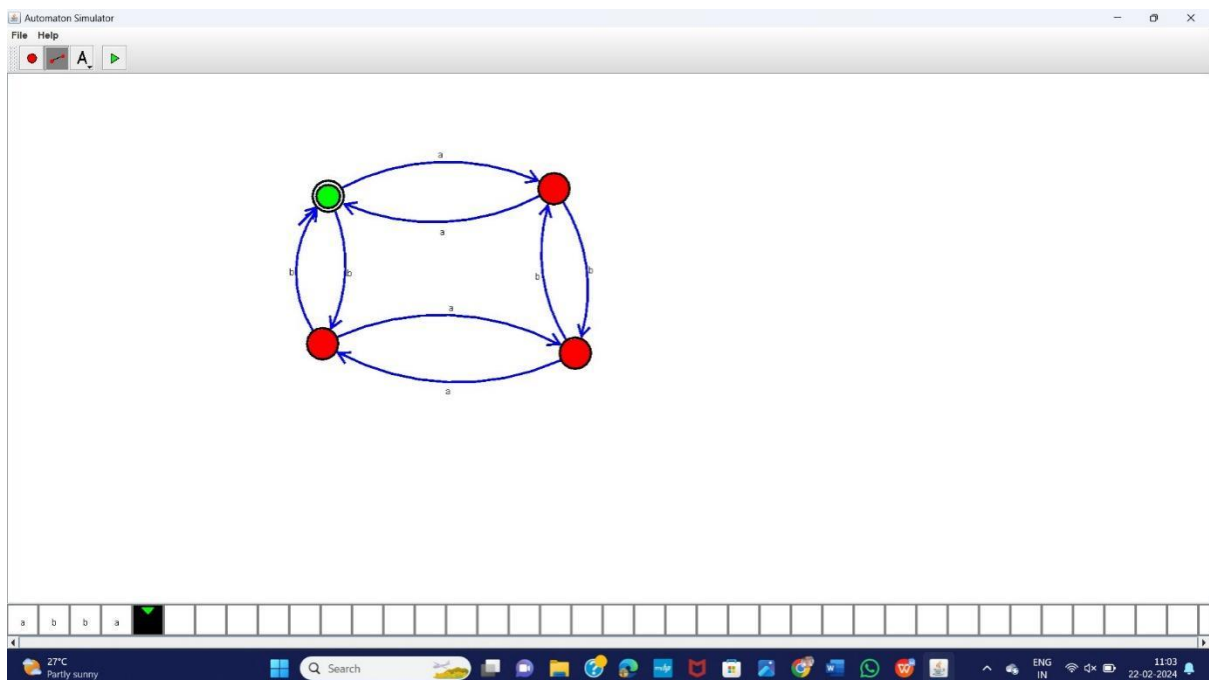 Automaton Simulator
File Help
A
a
a
b b b b
a
a
a b b a
27°C
Partly sunny
Search
ENG
IN
11:03
22-02-2024